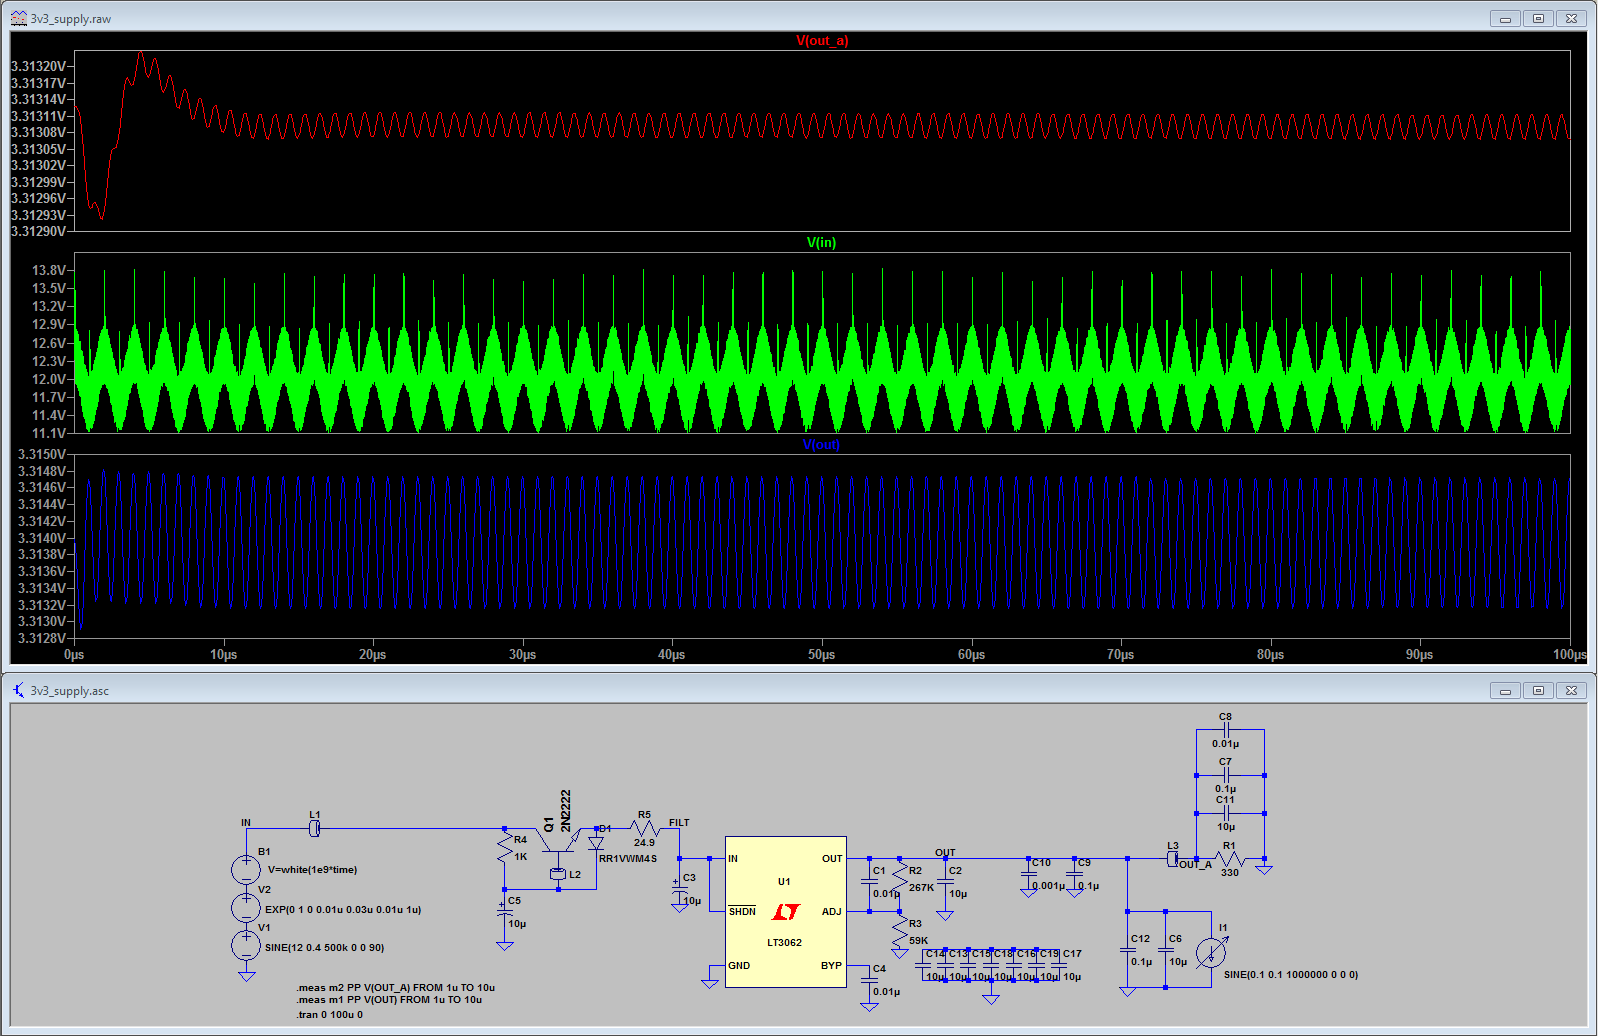 3v3_supply.raw
V(out_a)
3.31320V
3.31317V
3.31314V
3.31311V
3.31308V
3.31305V
3.31302V
3.31299V
3.31296V
3.31293V
3.31290V
V(in)
13.8V
13.5V
13.2V
12.9V
12.6V
12.3V
12.0V
11.7V
11.4V
11.1V
V(out)
3.3150V
3.3148V
3.3146V
3.3144V
3.3142V
3.3140V
3.3138V
3.3136V
3.3134V
3.3132V
3.3130V
3.3128V
0µs 10µs 20µs 30µs 40µs 50µs 60µs 70µs 80µs 90µs 100µs
3v3_supply.asc
C8
0.01µ
C7
0.1µ
C11
10µ
IN
L1
Q1
2N2222
D1
R5
24.9
FILT
R4
1K
RR1VWM4S
L2
C5
10µ
B1
V=white(1e9*time)
V2
EXP(0 1 0 0.01u 0.03u 0.01u 1u)
V1
SINE(12 0.4 500k 0 0 90)
C3
10µ
IN
OUT
U1
SHDN
ADJ
LT
LT3062
GND
BYP
C1
0.01µ
R2
267K
OUT
C2
10µ
R3
59K
C4
0.01µ
C10
0.001µ
C9
0.1µ
C14 C13 C15 C18 C16 C19 C17
10µ 10µ 10µ 10µ 10µ 10µ 10µ
L3
OUT_A
R1
330
C12
0.1µ
C6
10µ
I1
SINE(0.1 0.1 1000000 0 0 0)
.meas m2 PP V(OUT_A) FROM 1u TO 10u
.meas m1 PP V(OUT) FROM 1u TO 10u
.tran 0 100u 0